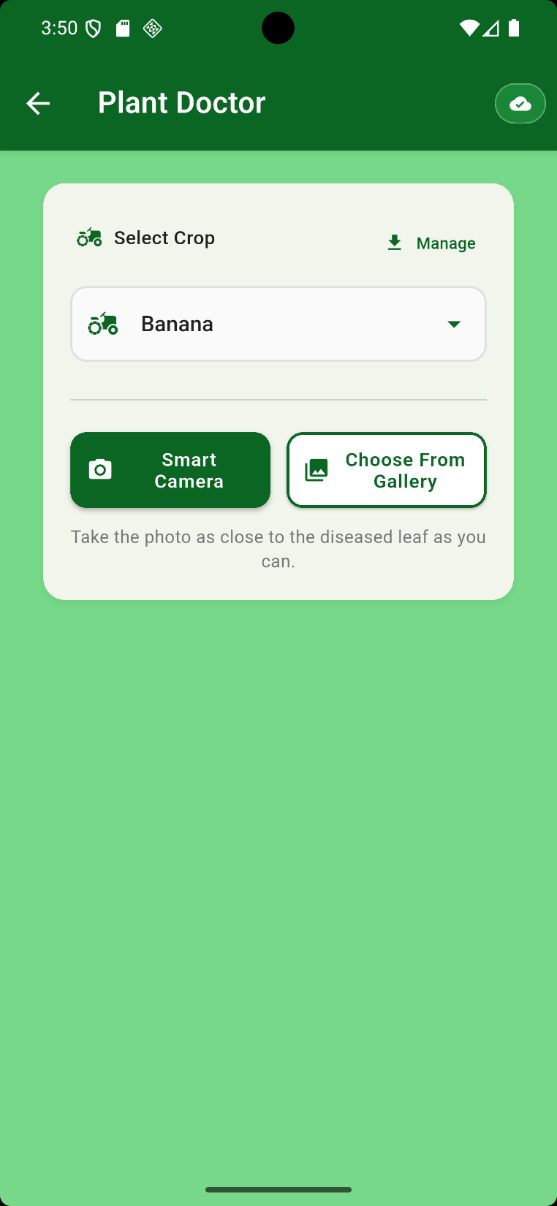 3:50
Plant Doctor
Select Crop
Manage
Banana
Smart
Camera
Choose From
Gallery
Take the photo as close to the diseased leaf as you
can.